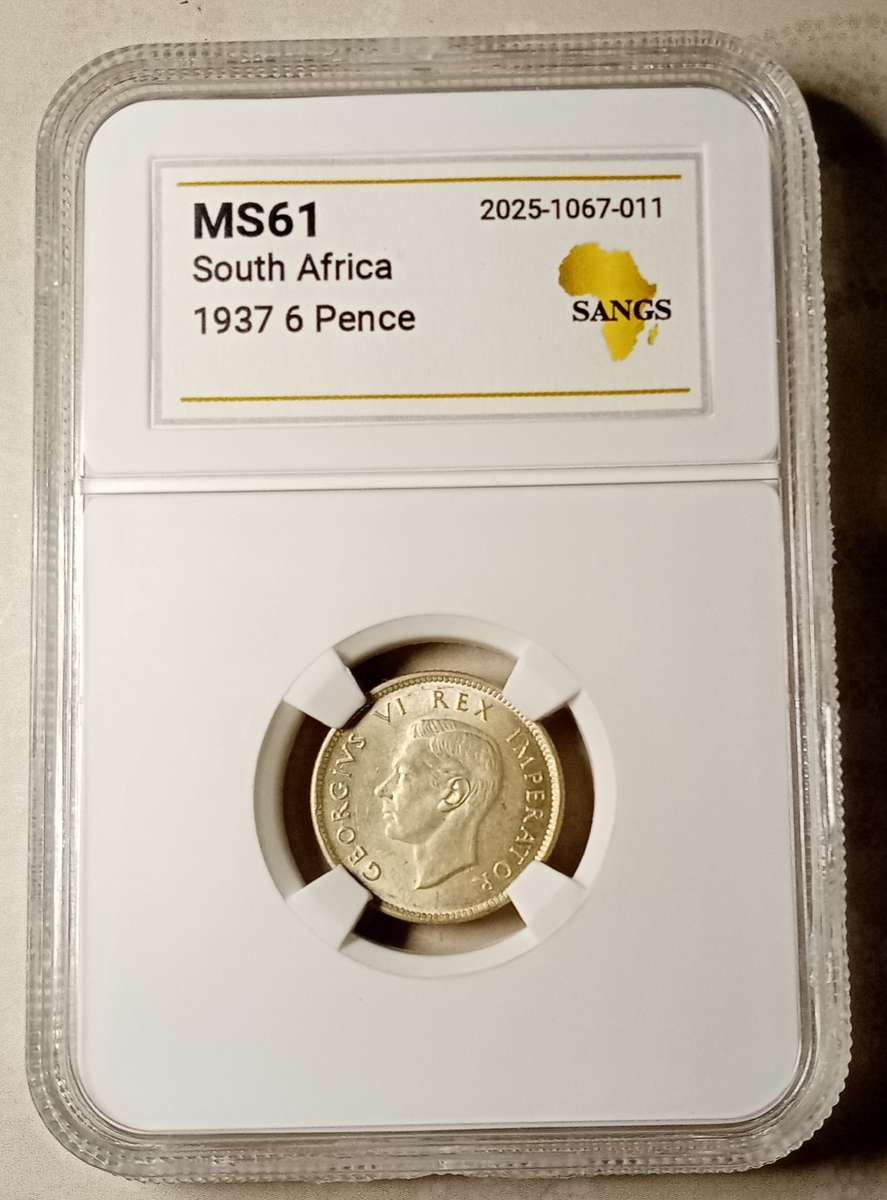 MS61
2025-1067-011
South Africa
1937 6 Pence
SANGS
GEORGIVS VI REX IMPERATOR